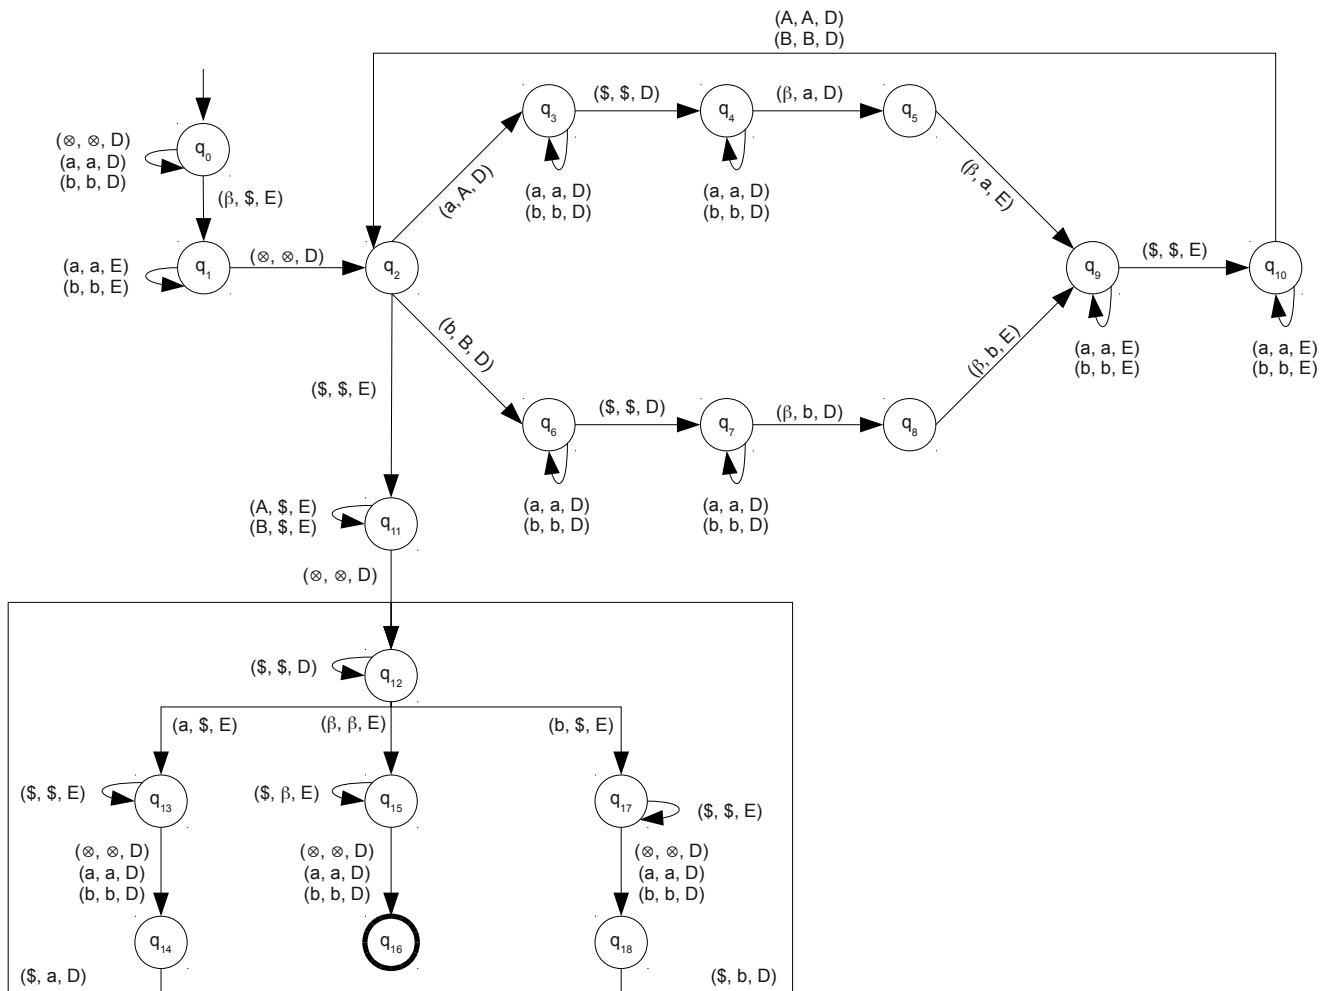 (A, A, D)
(B, B, D)
q3
($, $, D)
q4
(β, a, D)
q5
(⊗, ⊗, D)
(a, a, D)
(b, b, D)
q0
(β, $, E)
(a, A, D)
(a, a, D)
(b, b, D)
(a, a, D)
(b, b, D)
(β, a, E)
(a, a, E)
(b, b, E)
q1
(⊗, ⊗, D)
q2
q9
($, $, E)
q10
(b, B, D)
(β, b, E)
(a, a, E)
(b, b, E)
(a, a, E)
(b, b, E)
($, $, E)
q6
($, $, D)
q7
(β, b, D)
q8
(a, a, D)
(b, b, D)
(a, a, D)
(b, b, D)
(A, $, E)
(B, $, E)
q11
(⊗, ⊗, D)
($, $, D)
q12
(a, $, E)
(β, β, E)
(b, $, E)
($, $, E)
q13
($, β, E)
q15
q17
($, $, E)
(⊗, ⊗, D)
(a, a, D)
(b, b, D)
(⊗, ⊗, D)
(a, a, D)
(b, b, D)
(⊗, ⊗, D)
(a, a, D)
(b, b, D)
q14
q16
q18
($, a, D)
($, b, D)